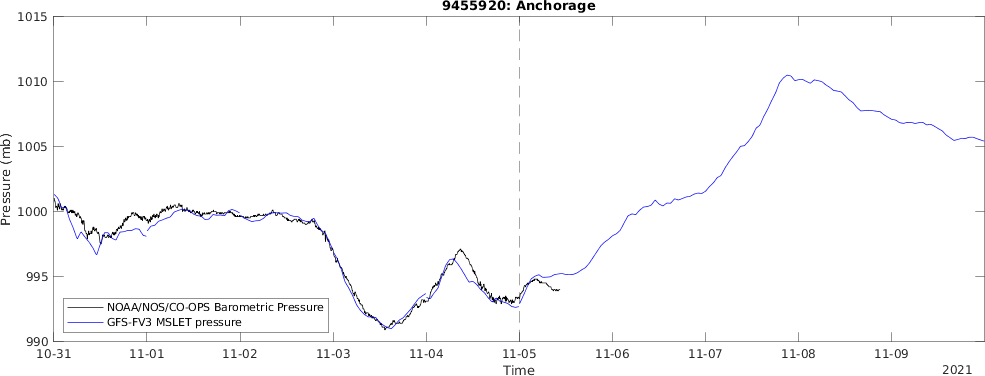 9455920: Anchorage
1015
1010
1005
1000
995
990
Pressure (mb)
NOAA/NOS/CO-OPS Barometric Pressure
GFS-FV3 MSLET pressure
10-31 11-01 11-02 11-03 11-04 11-05 11-06 11-07 11-08 11-09
Time
2021